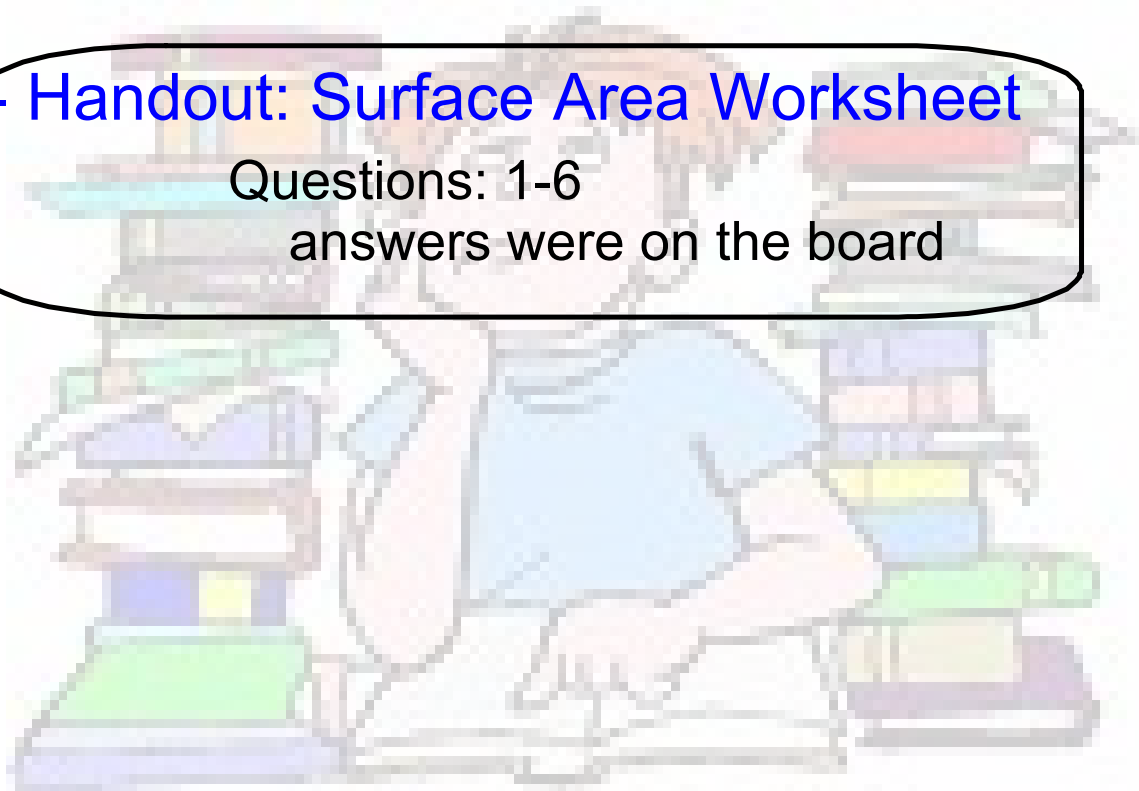 - Handout: Surface Area Worksheet
Questions: 1-6
answers were on the board